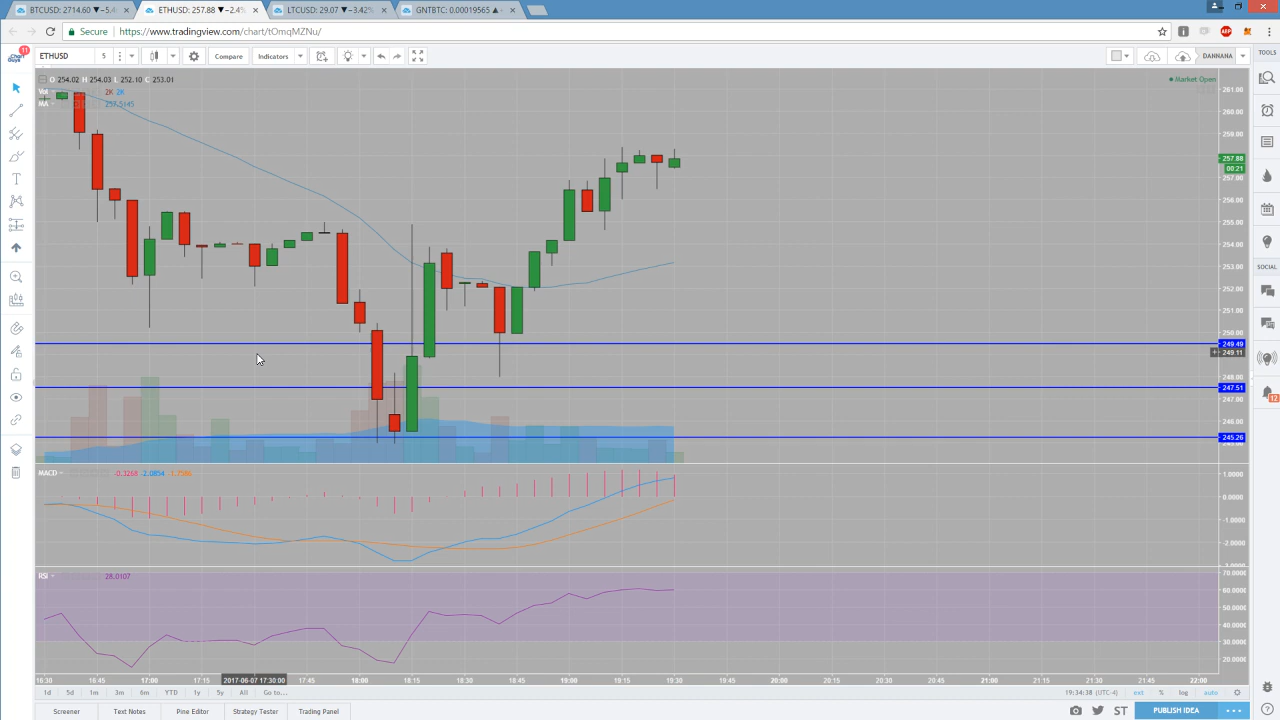 BTCUSD: 2714.60 ▼-5.4
ETHUSD: 257.88 ▼-2.4%
LTCUSD: 29.07 ▼-3.42%
GNTBTC: 0.00019565 ▲
Secure https://www.tradingview.com/chart/tOmqMZNu/
ETHUSD 5 Compare Indicators DANNANA TOOLS
11
O 254.02 H 254.03 L 252.10 C 253.01
Market Open
Vol 2K 2K
MA 257.5145
261.00
260.00
259.00
257.88
00:21
257.00
256.00
255.00
254.00
253.00
252.00
251.00
250.00
249.49
249.11
248.00
247.51
247.00
246.00
245.26
SOCIAL
12
MACD -0.3268 -2.0854 -1.7586
1.0000
0.0000
-1.0000
-2.0000
RSI 28.0107
70.0000
60.0000
50.0000
40.0000
30.0000
20.0000
16:30 16:45 17:00 17:15 2017-06-07 17:30:00 17:45 18:00 18:15 18:30 18:45 19:00 19:15 19:30 19:45 20:00 20:15 20:30 20:45 21:00 21:15 21:30 21:45 22:00
1d 5d 1m 3m 6m YTD 1y 5y All Go to... 19:34:38 (UTC-4) ext % log auto
Screener Text Notes Pine Editor Strategy Tester Trading Panel ST PUBLISH IDEA